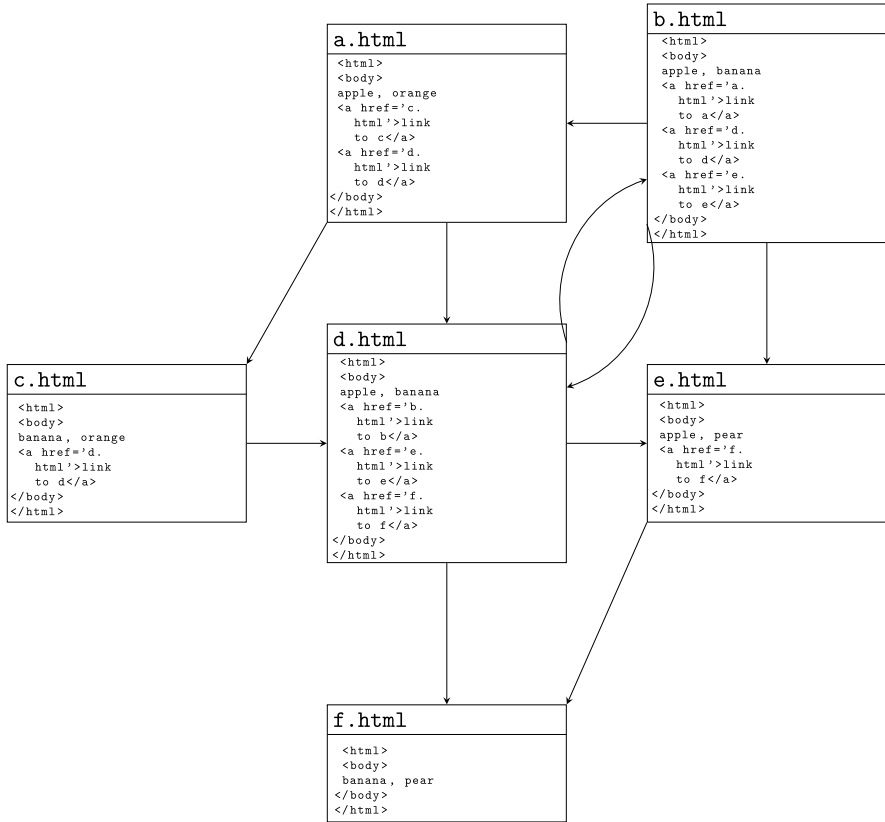 a.html
<html>
<body>
apple, orange
<a href='c.
html'>link
to c</a>
<a href='d.
html'>link
to d</a>
</body>
</html>
b.html
<html>
<body>
apple, banana
<a href='a.
html'>link
to a</a>
<a href='d.
html'>link
to d</a>
<a href='e.
html'>link
to e</a>
</body>
</html>
c.html
<html>
<body>
banana, orange
<a href='d.
html'>link
to d</a>
</body>
</html>
d.html
<html>
<body>
apple, banana
<a href='b.
html'>link
to b</a>
<a href='e.
html'>link
to e</a>
<a href='f.
html'>link
to f</a>
</body>
</html>
e.html
<html>
<body>
apple, pear
<a href='f.
html'>link
to f</a>
</body>
</html>
f.html
<html>
<body>
banana, pear
</body>
</html>